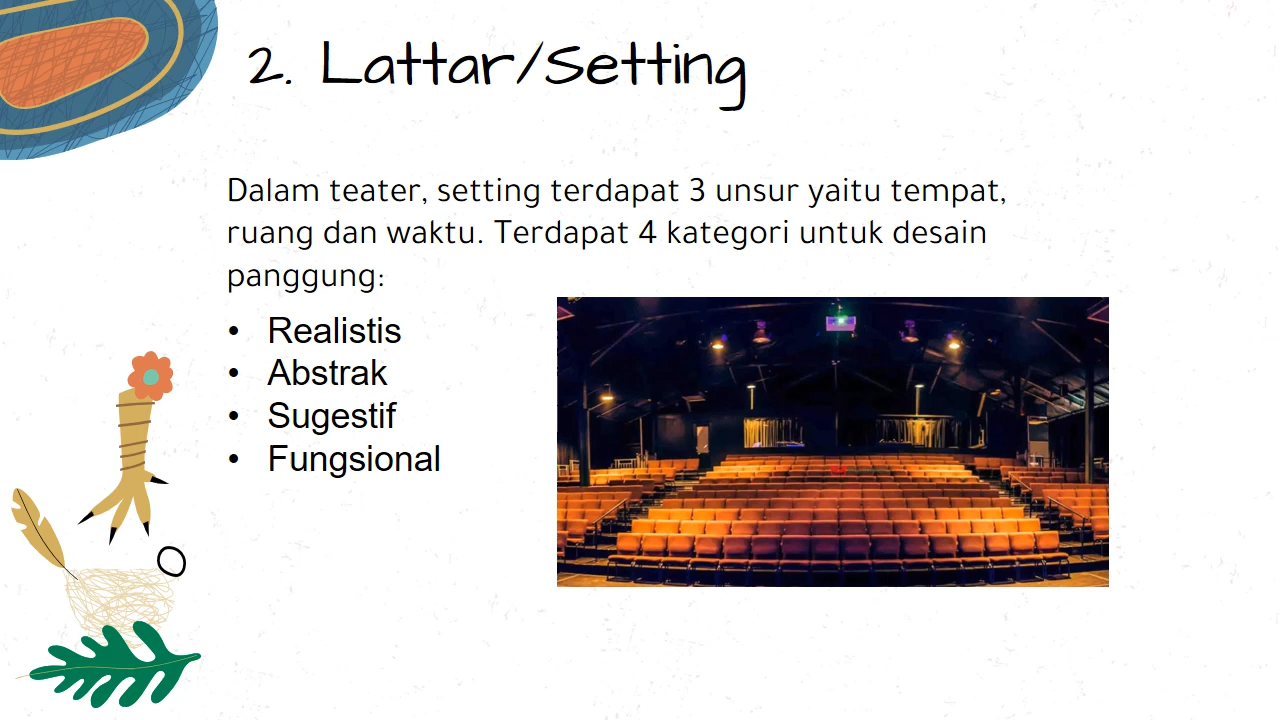 2. Lattar/Setting
Dalam teater, setting terdapat 3 unsur yaitu tempat,
ruang dan waktu. Terdapat 4 kategori untuk desain
panggung:
• Realistis
• Abstrak
• Sugestif
• Fungsional